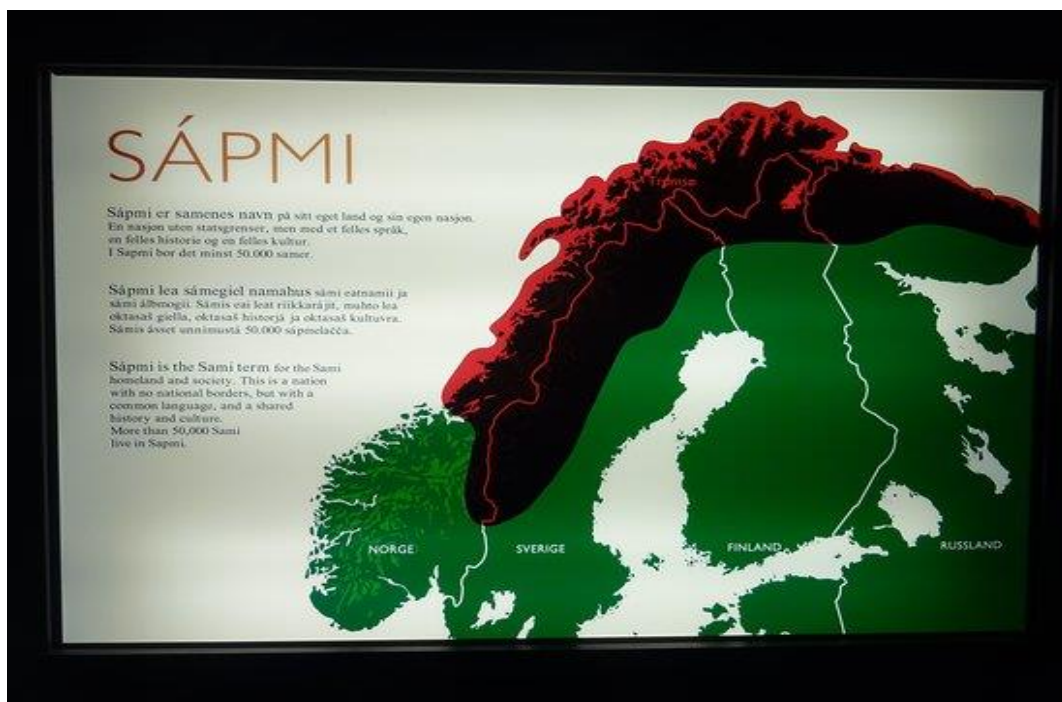 SÁPMI
Sápmi er samenes navn på sitt eget land og sin egen nasjon.
En nasjon uten statsgrenser, men med et felles språk,
en felles historie og en felles kultur.
I Sapmi bor det minst 50.000 samer.
Sápmi lea sámegiel namahus sámi eatnamii ja
sámi álbmogii. Sámis eai leat riikkarájit, muhto lea
oktasaš giella, oktasaš historjá ja oktasaš kultuvra.
Sámis ásset unnimustá 50.000 sápmelačča.
Sápmi is the Sami term for the Sami
homeland and society. This is a nation
with no national borders, but with a
common language, and a shared
history and culture.
More than 50,000 Sami
live in Sapmi.
Tromsø
NORGE
SVERIGE
FINLAND
RUSSLAND